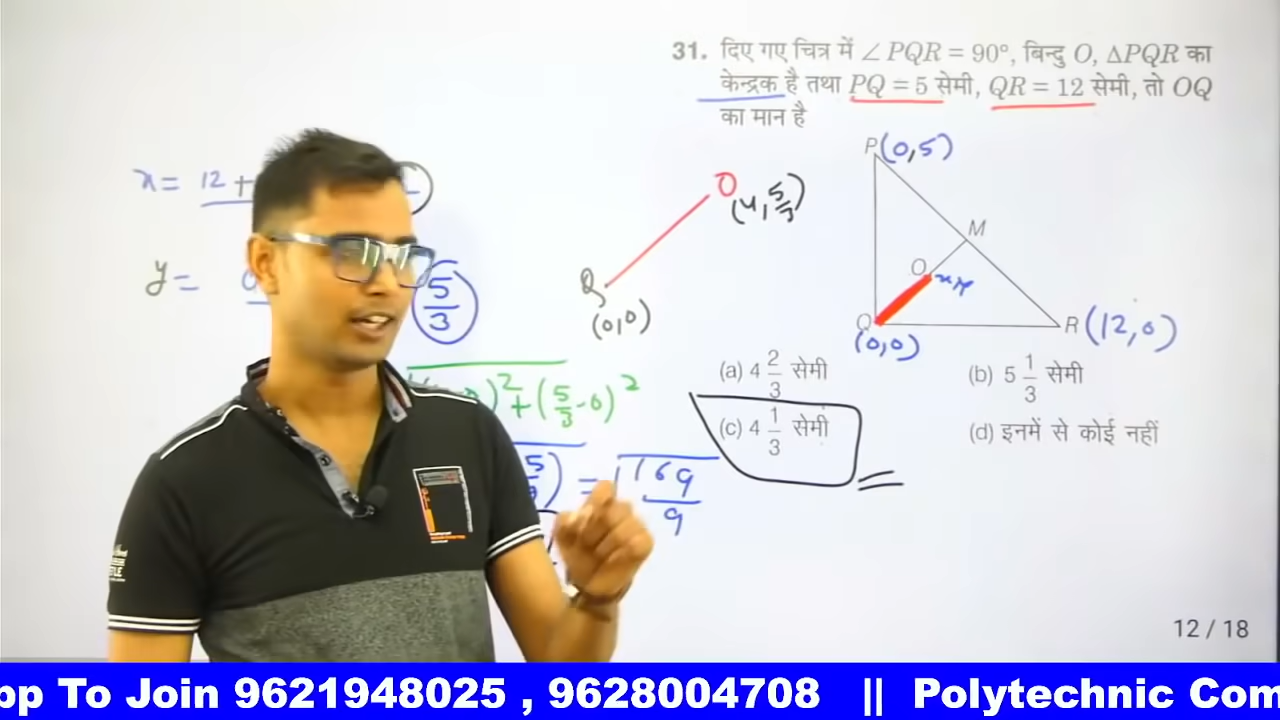 31. दिए गए चित्र में ∠PQR = 90°, बिन्दु O, ΔPQR का
केन्द्रक है तथा PQ = 5 सेमी, QR = 12 सेमी, तो OQ
का मान है
P(0,5)
M
O x,y
Q
(0,0)
R(12,0)
(a) 4 2/3 सेमी
(b) 5 1/3 सेमी
(c) 4 1/3 सेमी
(d) इनमें से कोई नहीं
x = 12 +
y = 0
5/3
O
(4, 5/3)
Q
(0,0)
)² + (5/3 - 0)²
5
) = √169/9
12 / 18
pp To Join 9621948025 , 9628004708 || Polytechnic Com